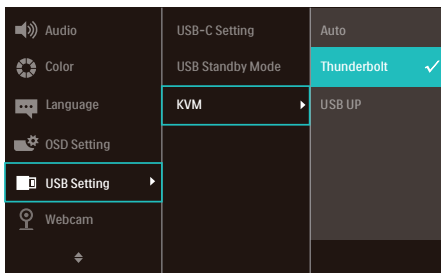 Audio
Color
Language
OSD Setting
USB Setting
Webcam
USB-C Setting
USB Standby Mode
KVM
Auto
Thunderbolt
USB UP